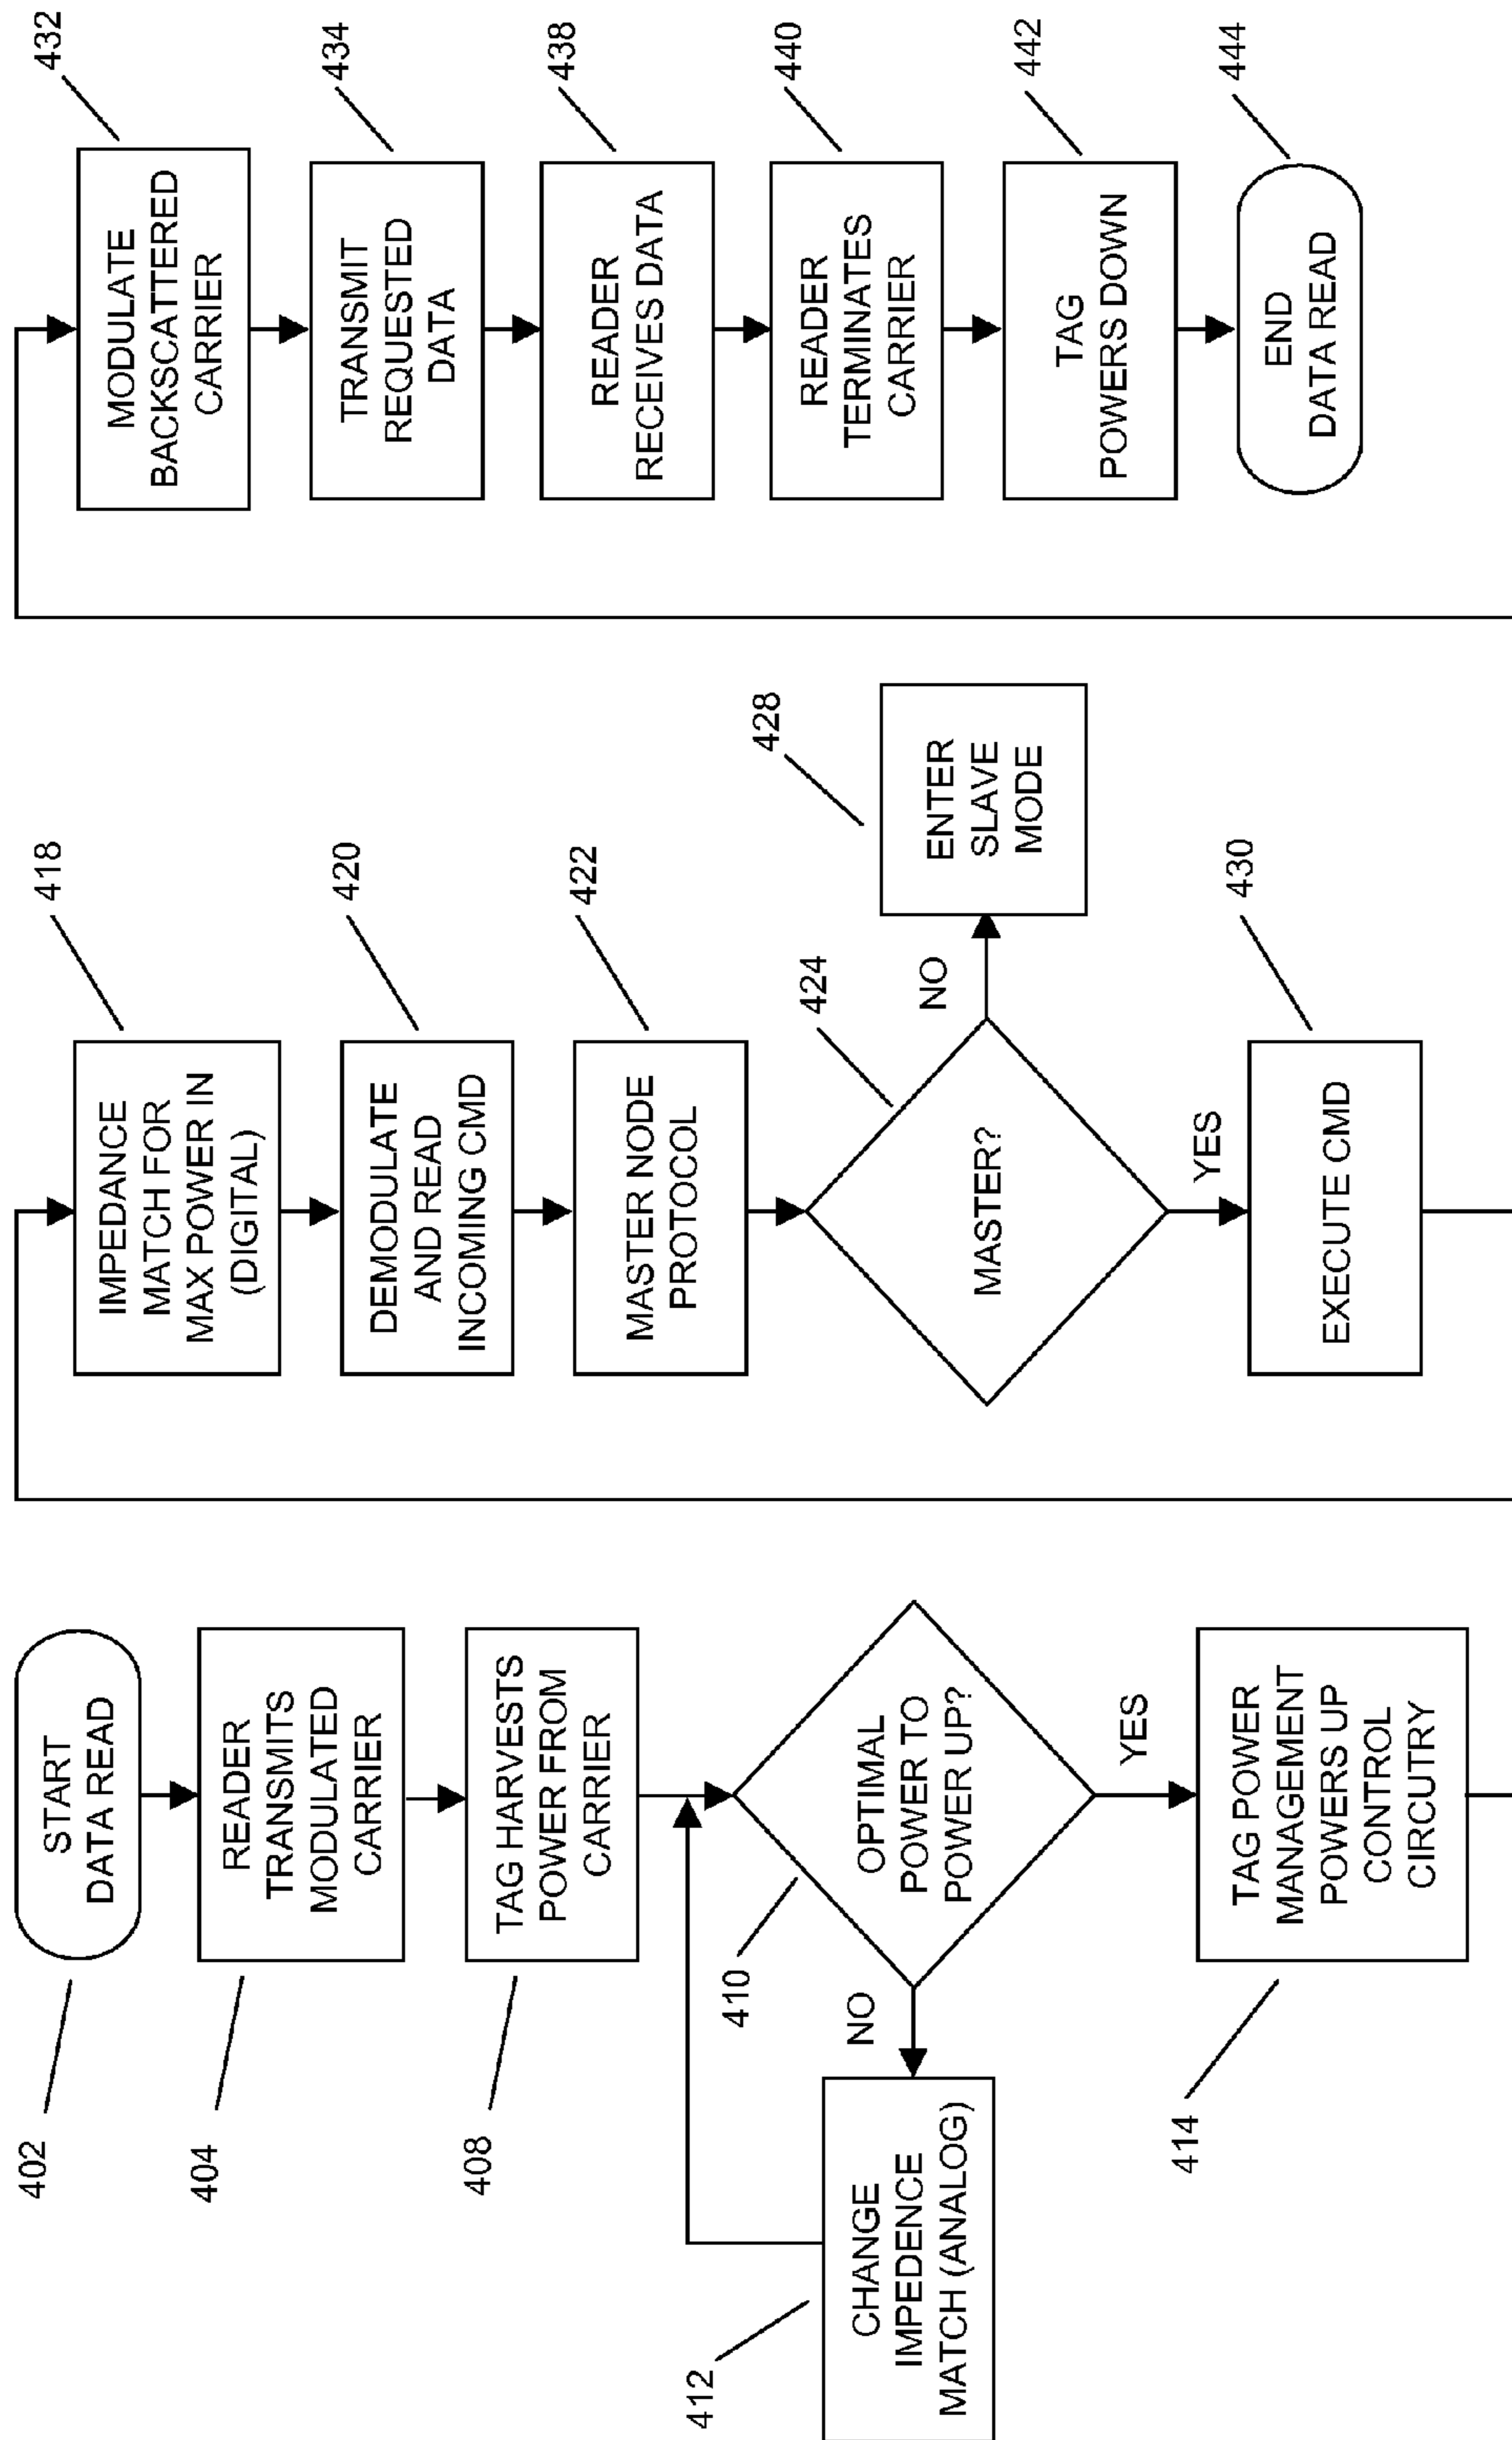 402
START
DATA READ
404
READER
TRANSMITS
MODULATED
CARRIER
408
TAG HARVESTS
POWER FROM
CARRIER
410
OPTIMAL
POWER TO
POWER UP?
NO
412
CHANGE
IMPEDENCE
MATCH (ANALOG)
YES
414
TAG POWER
MANAGEMENT
POWERS UP
CONTROL
CIRCUTRY
418
IMPEDANCE
MATCH FOR
MAX POWER IN
(DIGITAL)
420
DEMODULATE
AND READ
INCOMING CMD
422
MASTER NODE
PROTOCOL
424
MASTER?
NO
428
ENTER
SLAVE
MODE
YES
430
EXECUTE CMD
432
MODULATE
BACKSCATTERED
CARRIER
434
TRANSMIT
REQUESTED
DATA
438
READER
RECEIVES DATA
440
READER
TERMINATES
CARRIER
442
TAG
POWERS DOWN
444
END
DATA READ